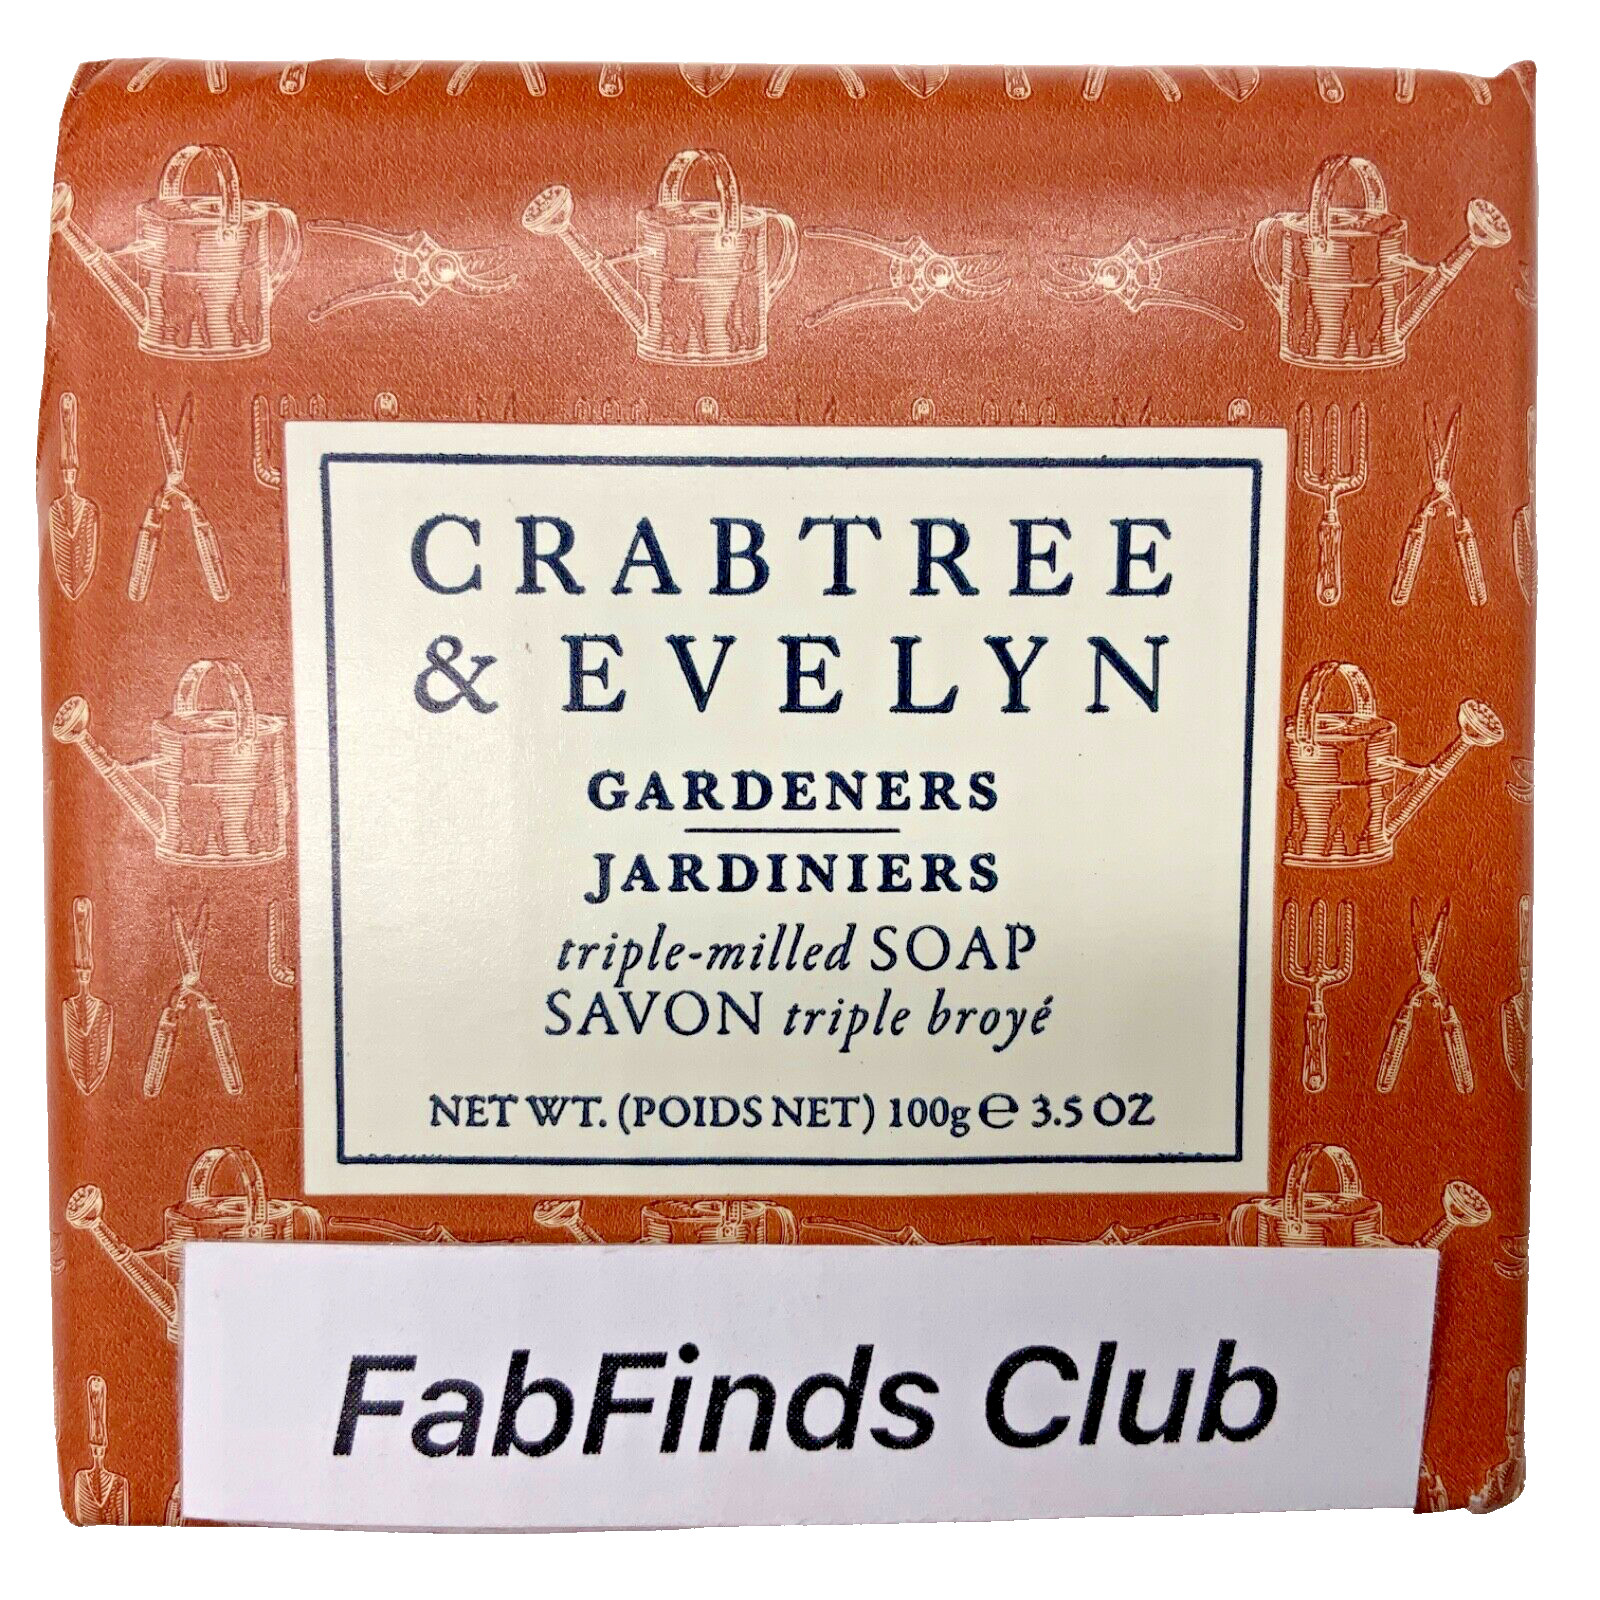 CRABTREE
& EVELYN
GARDENERS
JARDINIERS
triple-milled SOAP
SAVON triple broyé
NET WT. (POIDS NET) 100g ℮ 3.5 OZ
FabFinds Club